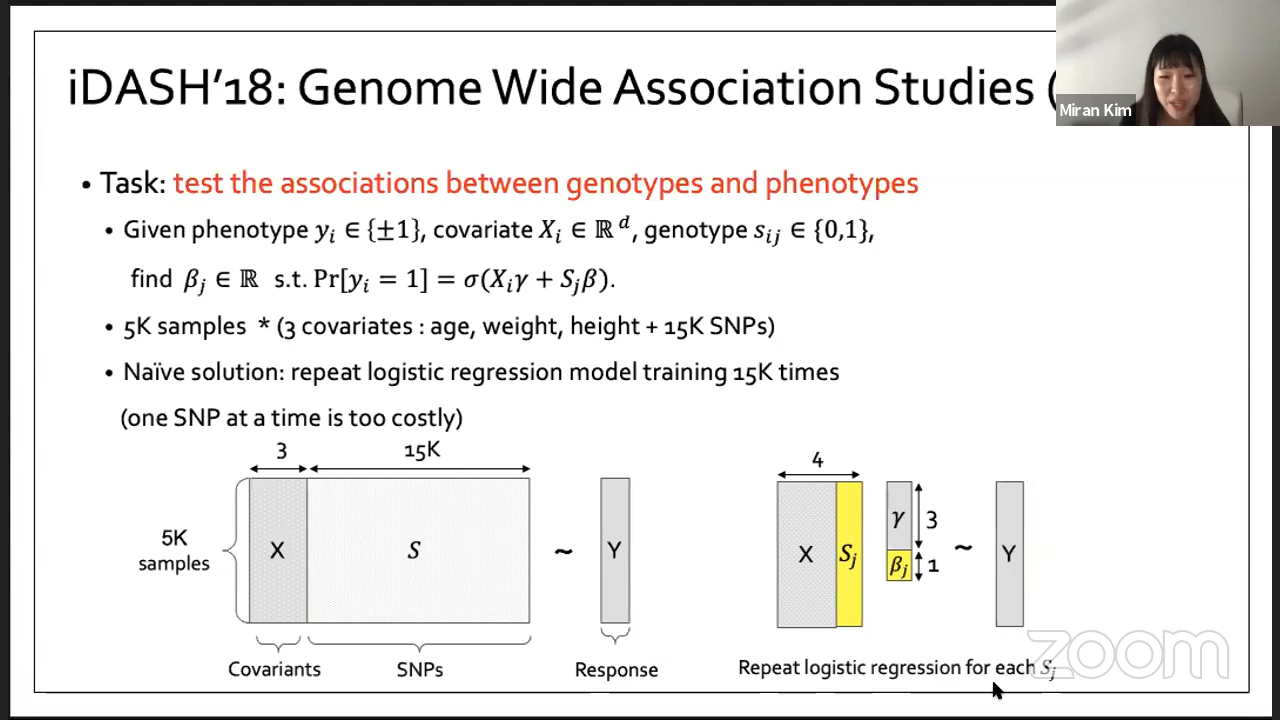 iDASH'18: Genome Wide Association Studies (
Miran Kim
• Task: test the associations between genotypes and phenotypes
• Given phenotype yᵢ ∈ {±1}, covariate Xᵢ ∈ ℝᵈ, genotype sᵢⱼ ∈ {0,1},
find βⱼ ∈ ℝ s.t. Pr[yᵢ = 1] = σ(Xᵢγ + Sⱼβ).
• 5K samples * (3 covariates : age, weight, height + 15K SNPs)
• Naïve solution: repeat logistic regression model training 15K times
(one SNP at a time is too costly)
3 15K
5K
samples
X S ~ Y
Covariants SNPs Response
4
X Sⱼ γ 3 βⱼ 1 ~ Y
Repeat logistic regression for each Sⱼ
zoom